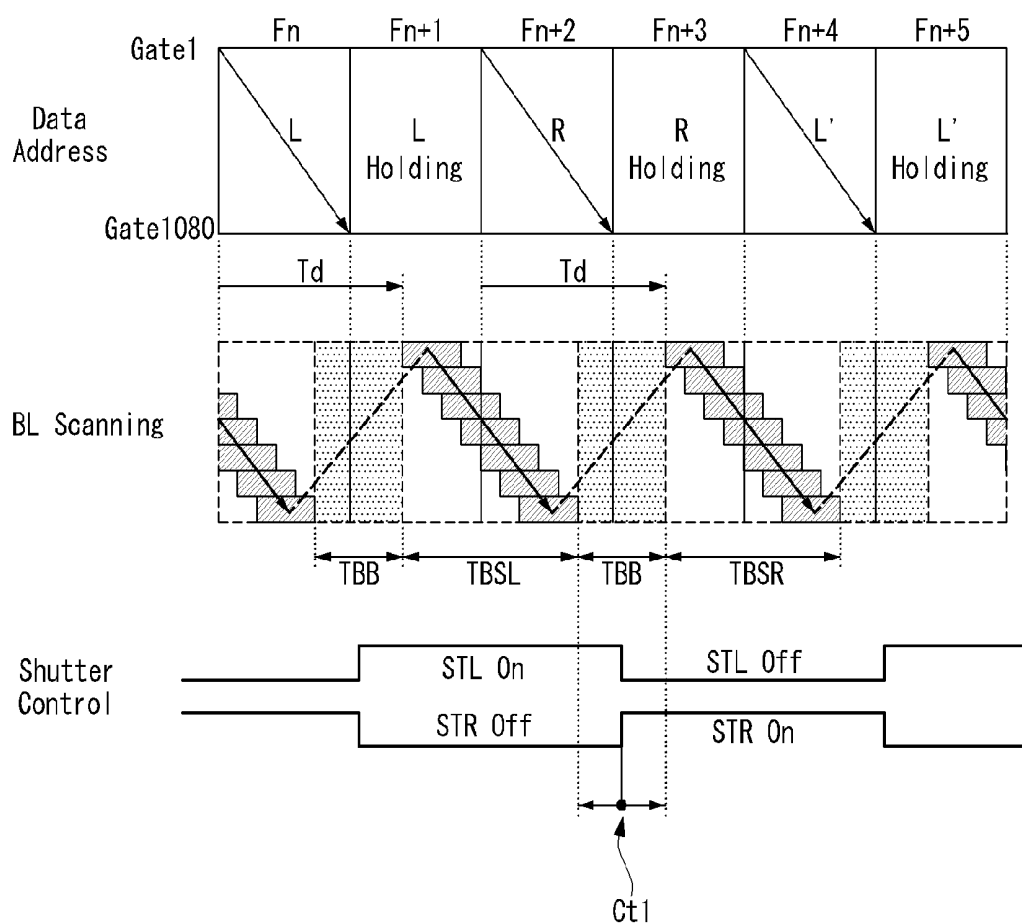 Fn Fn+1 Fn+2 Fn+3 Fn+4 Fn+5
Gate1
Data
Address
L
L
Holding
R
R
Holding
L'
L'
Holding
Gate1080
Td
Td
BL Scanning
TBB
TBSL
TBB
TBSR
Shutter
Control
STL On
STL Off
STR Off
STR On
Ct1